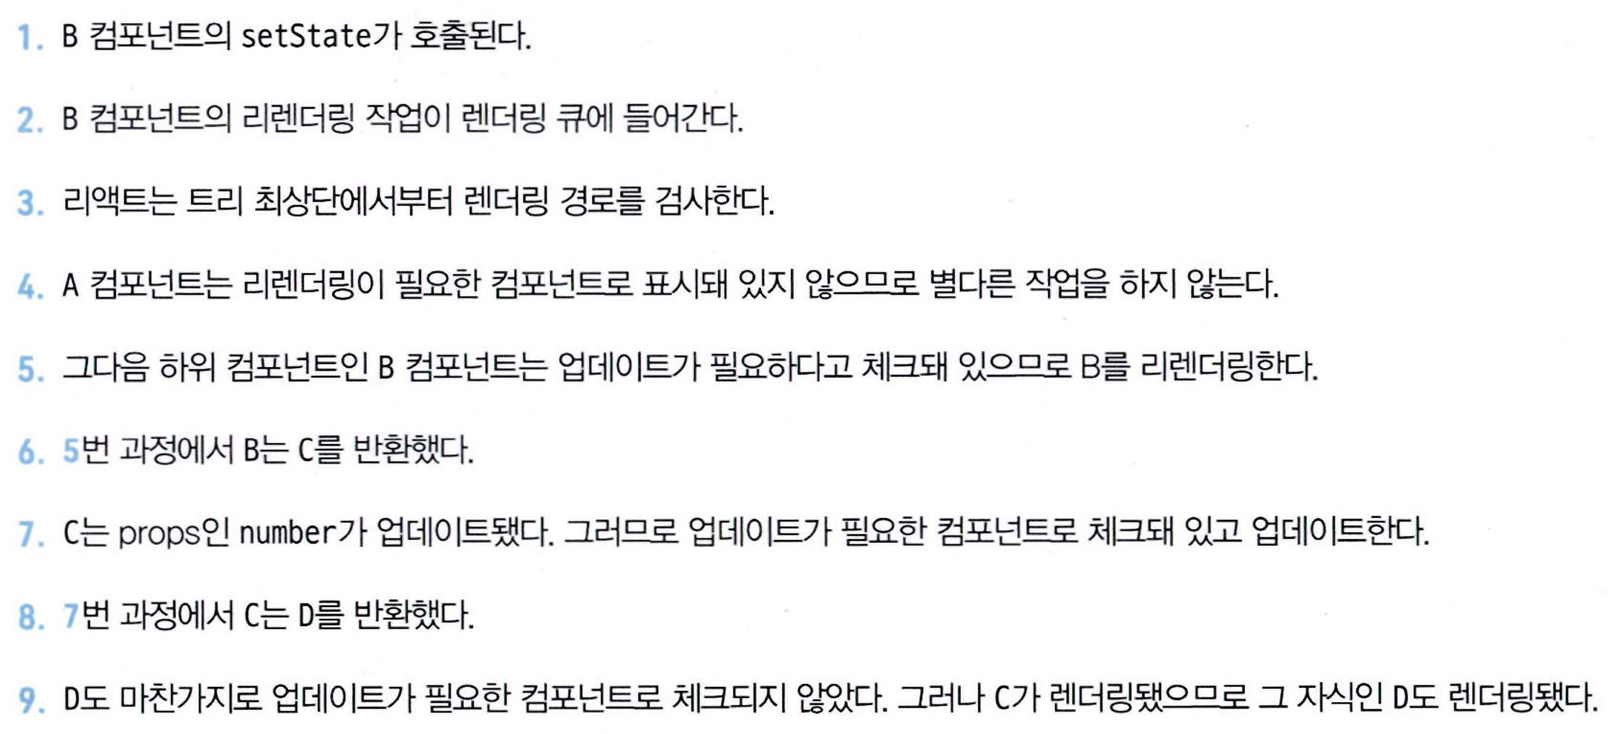 1. B 컴포넌트의 setState가 호출된다.
2. B 컴포넌트의 리렌더링 작업이 렌더링 큐에 들어간다.
3. 리액트는 트리 최상단에서부터 렌더링 경로를 검사한다.
4. A 컴포넌트는 리렌더링이 필요한 컴포넌트로 표시돼 있지 않으므로 별다른 작업을 하지 않는다.
5. 그다음 하위 컴포넌트인 B 컴포넌트는 업데이트가 필요하다고 체크돼 있으므로 B를 리렌더링한다.
6. 5번 과정에서 B는 C를 반환했다.
7. C는 props인 number가 업데이트됐다. 그러므로 업데이트가 필요한 컴포넌트로 체크돼 있고 업데이트한다.
8. 7번 과정에서 C는 D를 반환했다.
9. D도 마찬가지로 업데이트가 필요한 컴포넌트로 체크되지 않았다. 그러나 C가 렌더링됐으므로 그 자식인 D도 렌더링됐다.